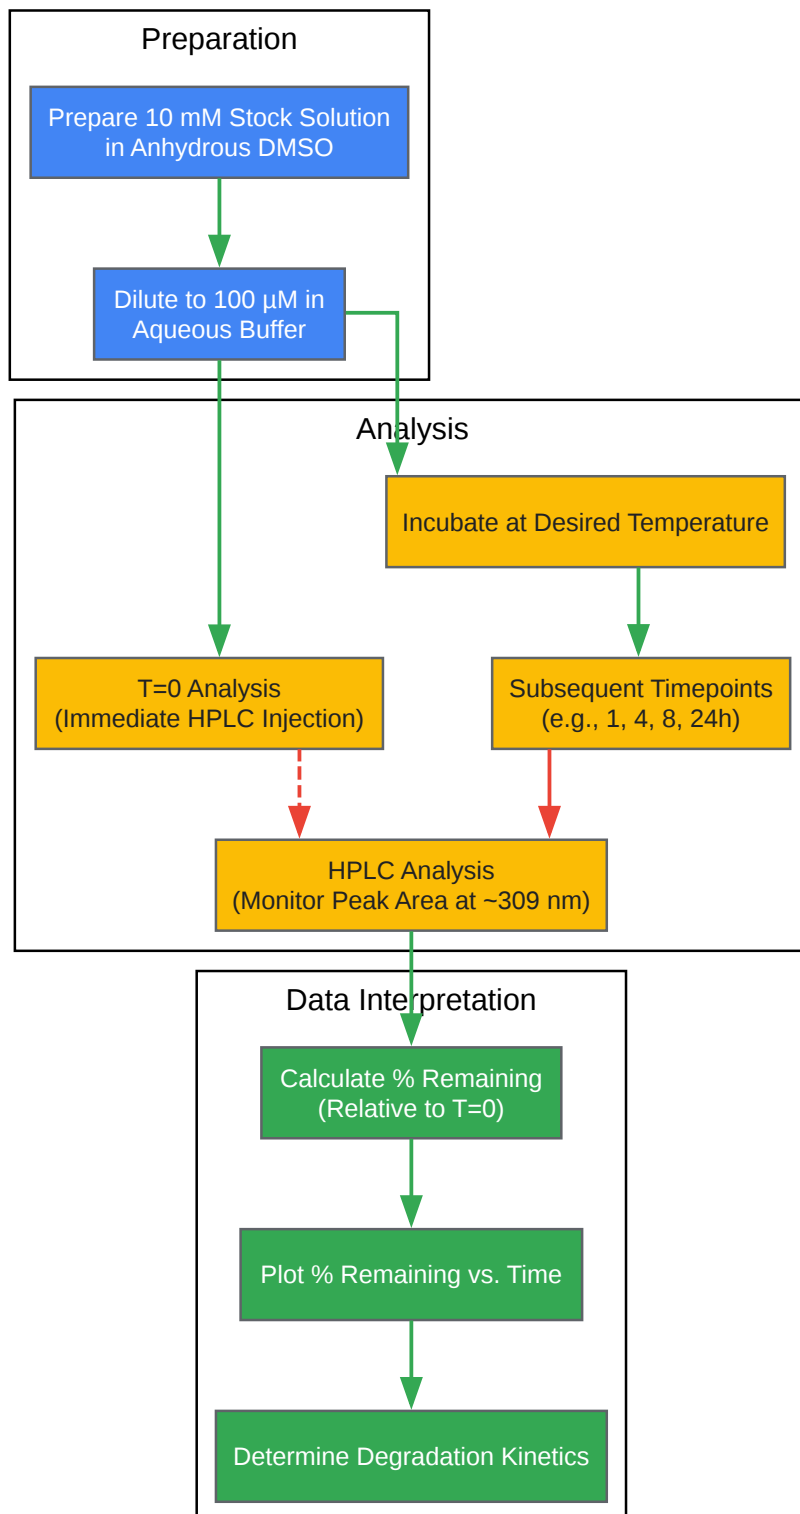 Preparation
Prepare 10 mM Stock Solution
in Anhydrous DMSO
Dilute to 100 µM in
Aqueous Buffer
Analysis
Incubate at Desired Temperature
T=0 Analysis
(Immediate HPLC Injection)
Subsequent Timepoints
(e.g., 1, 4, 8, 24h)
HPLC Analysis
(Monitor Peak Area at ~309 nm)
Data Interpretation
Calculate % Remaining
(Relative to T=0)
Plot % Remaining vs. Time
Determine Degradation Kinetics